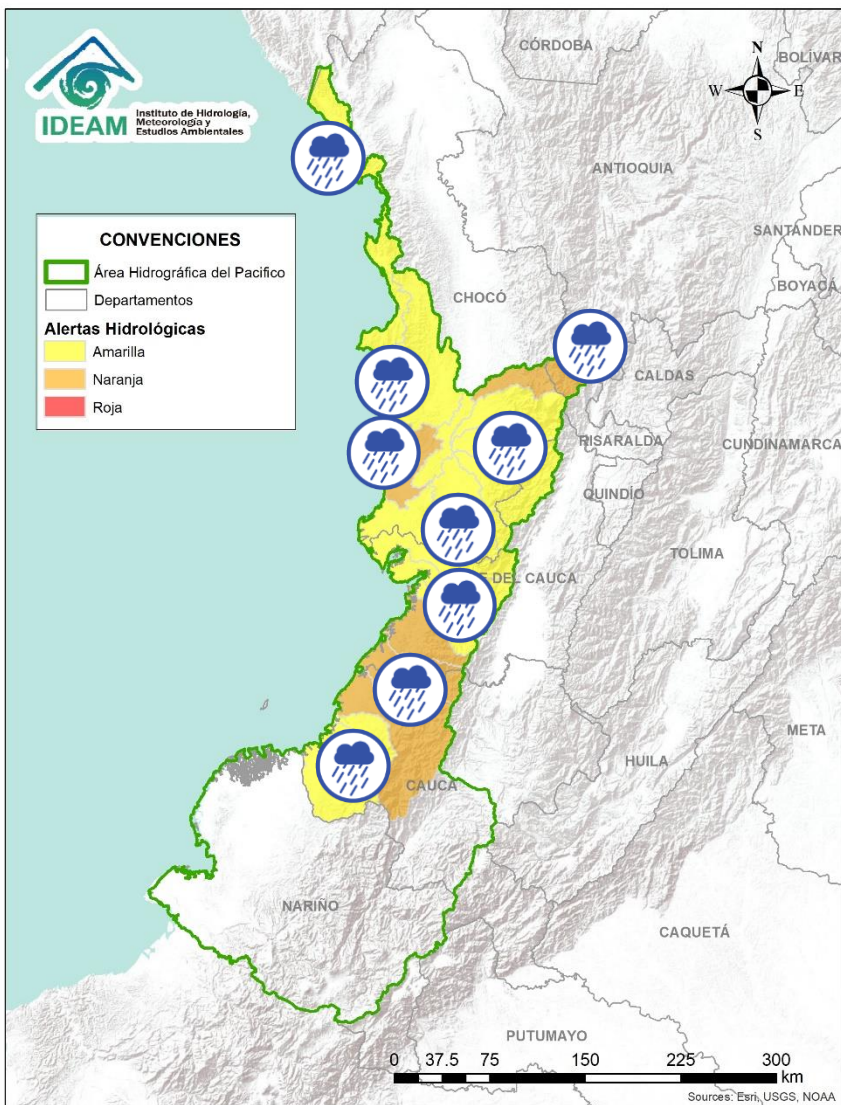 IDEAM
Instituto de Hidrología,
Meteorología y
Estudios Ambientales
CÓRDOBA
BOLÍVAR
N
W
E
S
ANTIOQUIA
SANTANDER
BOYACÁ
CONVENCIONES
Área Hidrográfica del Pacifico
Departamentos
Alertas Hidrológicas
Amarilla
Naranja
Roja
CHOCÓ
CALDAS
RISARALDA
CUNDINAMARCA
QUINDÍO
TOLIMA
E DEL CAUCA
META
HUILA
CAUCA
NARIÑO
CAQUETÁ
PUTUMAYO
0 37.5 75 150 225 300
km
Sources: Esri, USGS, NOAA